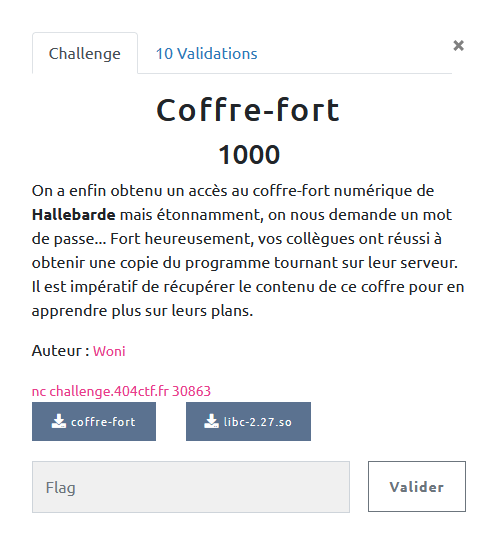 Challenge
10 Validations
×
Coffre-fort
1000
On a enfin obtenu un accès au coffre-fort numérique de
Hallebarde mais étonnamment, on nous demande un mot
de passe... Fort heureusement, vos collègues ont réussi à
obtenir une copie du programme tournant sur leur serveur.
Il est impératif de récupérer le contenu de ce coffre pour en
apprendre plus sur leurs plans.
Auteur : Woni
nc challenge.404ctf.fr 30863
coffre-fort
libc-2.27.so
Flag
Valider